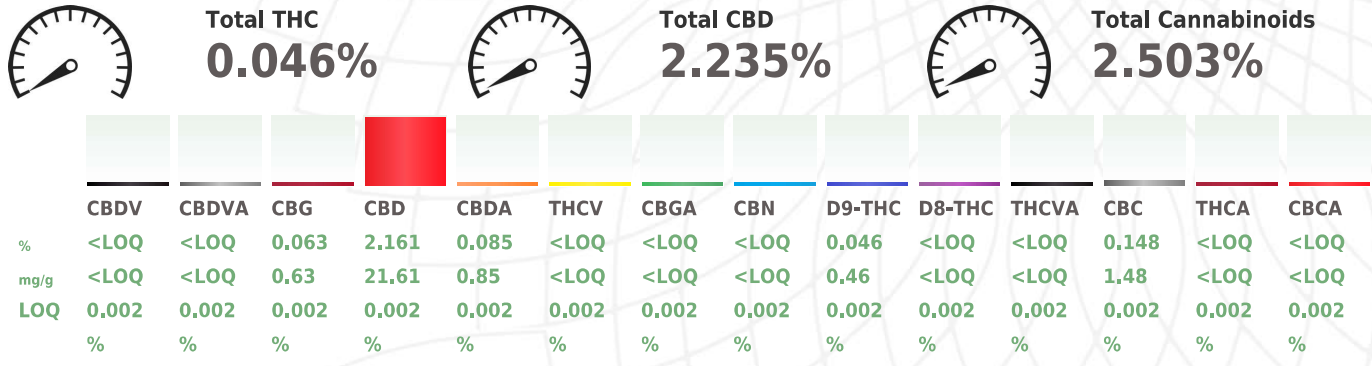 Total THC
0.046%
Total CBD
2.235%
Total Cannabinoids
2.503%
CBDV CBDVA CBG CBD CBDA THCV CBGA CBN D9-THC D8-THC THCVA CBC THCA CBCA
% <LOQ <LOQ 0.063 2.161 0.085 <LOQ <LOQ <LOQ 0.046 <LOQ <LOQ 0.148 <LOQ <LOQ
mg/g <LOQ <LOQ 0.63 21.61 0.85 <LOQ <LOQ <LOQ 0.46 <LOQ <LOQ 1.48 <LOQ <LOQ
LOQ 0.002 0.002 0.002 0.002 0.002 0.002 0.002 0.002 0.002 0.002 0.002 0.002 0.002 0.002
% % % % % % % % % % % % % %